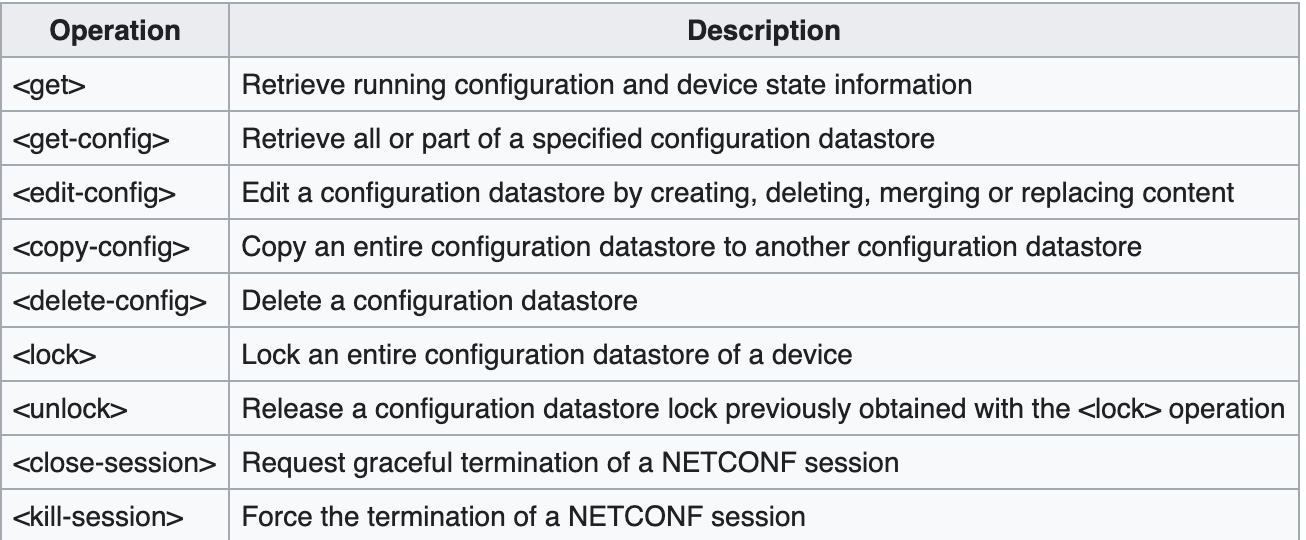 Operation Description
<get> Retrieve running configuration and device state information
<get-config> Retrieve all or part of a specified configuration datastore
<edit-config> Edit a configuration datastore by creating, deleting, merging or replacing content
<copy-config> Copy an entire configuration datastore to another configuration datastore
<delete-config> Delete a configuration datastore
<lock> Lock an entire configuration datastore of a device
<unlock> Release a configuration datastore lock previously obtained with the <lock> operation
<close-session> Request graceful termination of a NETCONF session
<kill-session> Force the termination of a NETCONF session